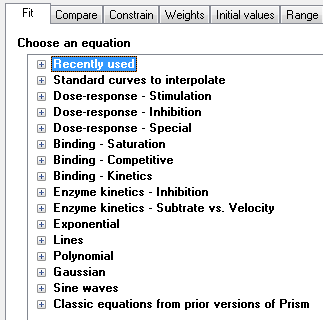 Fit Compare Constrain Weights Initial values Range
Choose an equation
Recently used
Standard curves to interpolate
Dose-response - Stimulation
Dose-response - Inhibition
Dose-response - Special
Binding - Saturation
Binding - Competitive
Binding - Kinetics
Enzyme kinetics - Inhibition
Enzyme kinetics - Subtrate vs. Velocity
Exponential
Lines
Polynomial
Gaussian
Sine waves
Classic equations from prior versions of Prism